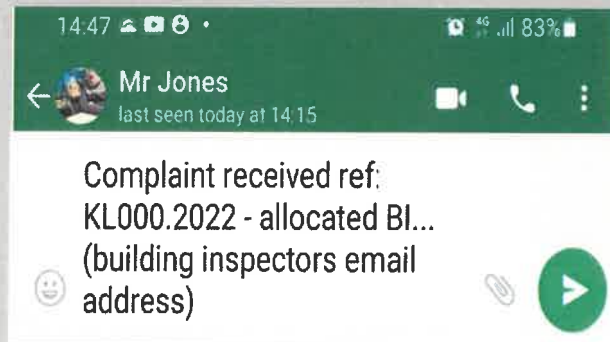 14:47
4G 83%
Mr Jones
last seen today at 14:15
Complaint received ref:
KL000.2022 - allocated BI...
(building inspectors email
address)